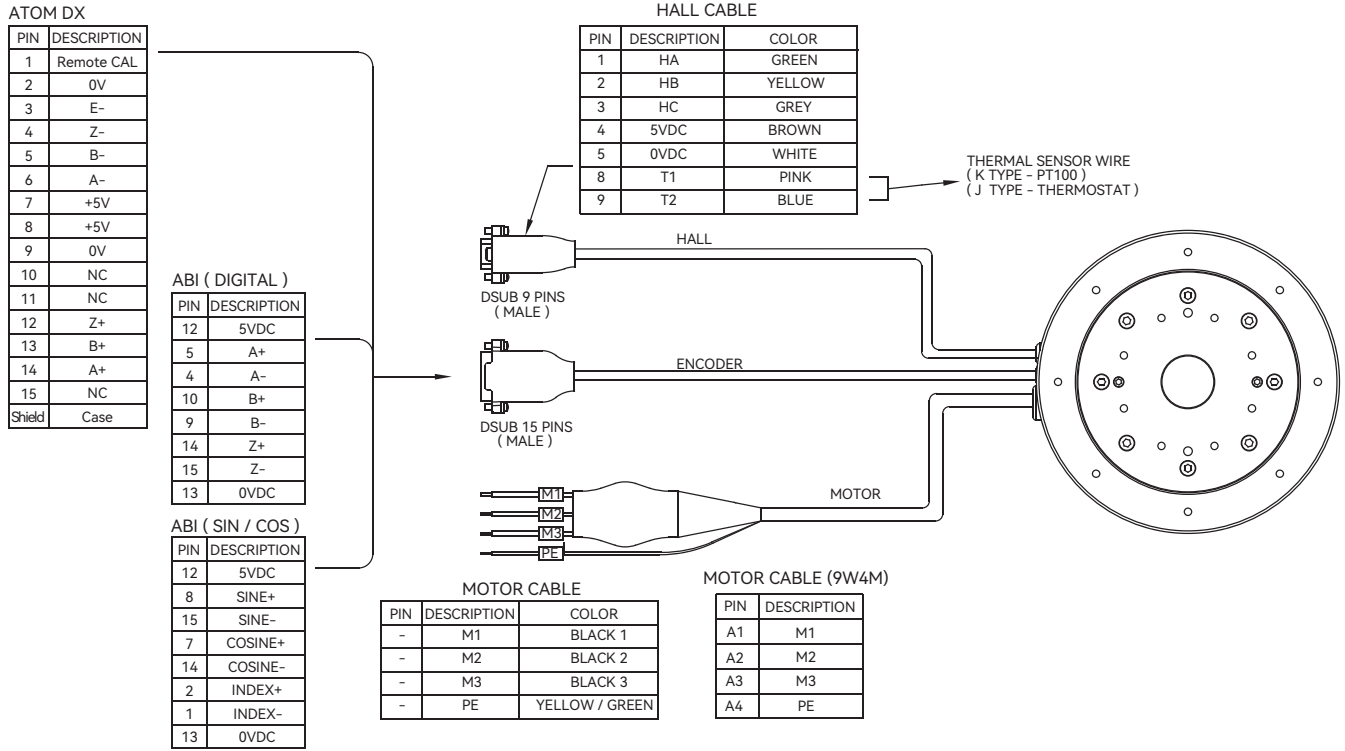 ATOM DX
PIN DESCRIPTION
1 Remote CAL
2 0V
3 E-
4 Z-
5 B-
6 A-
7 +5V
8 +5V
9 0V
10 NC
11 NC
12 Z+
13 B+
14 A+
15 NC
Shield Case
ABI ( DIGITAL )
PIN DESCRIPTION
12 5VDC
5 A+
4 A-
10 B+
9 B-
14 Z+
15 Z-
13 0VDC
ABI ( SIN / COS )
PIN DESCRIPTION
12 5VDC
8 SINE+
15 SINE-
7 COSINE+
14 COSINE-
2 INDEX+
1 INDEX-
13 0VDC
HALL CABLE
PIN DESCRIPTION COLOR
1 HA GREEN
2 HB YELLOW
3 HC GREY
4 5VDC BROWN
5 0VDC WHITE
8 T1 PINK
9 T2 BLUE
THERMAL SENSOR WIRE
( K TYPE - PT100 )
( J TYPE - THERMOSTAT )
HALL
DSUB 9 PINS
( MALE )
ENCODER
DSUB 15 PINS
( MALE )
MOTOR
M1
M2
M3
PE
MOTOR CABLE
PIN DESCRIPTION COLOR
- M1 BLACK 1
- M2 BLACK 2
- M3 BLACK 3
- PE YELLOW / GREEN
MOTOR CABLE (9W4M)
PIN DESCRIPTION
A1 M1
A2 M2
A3 M3
A4 PE